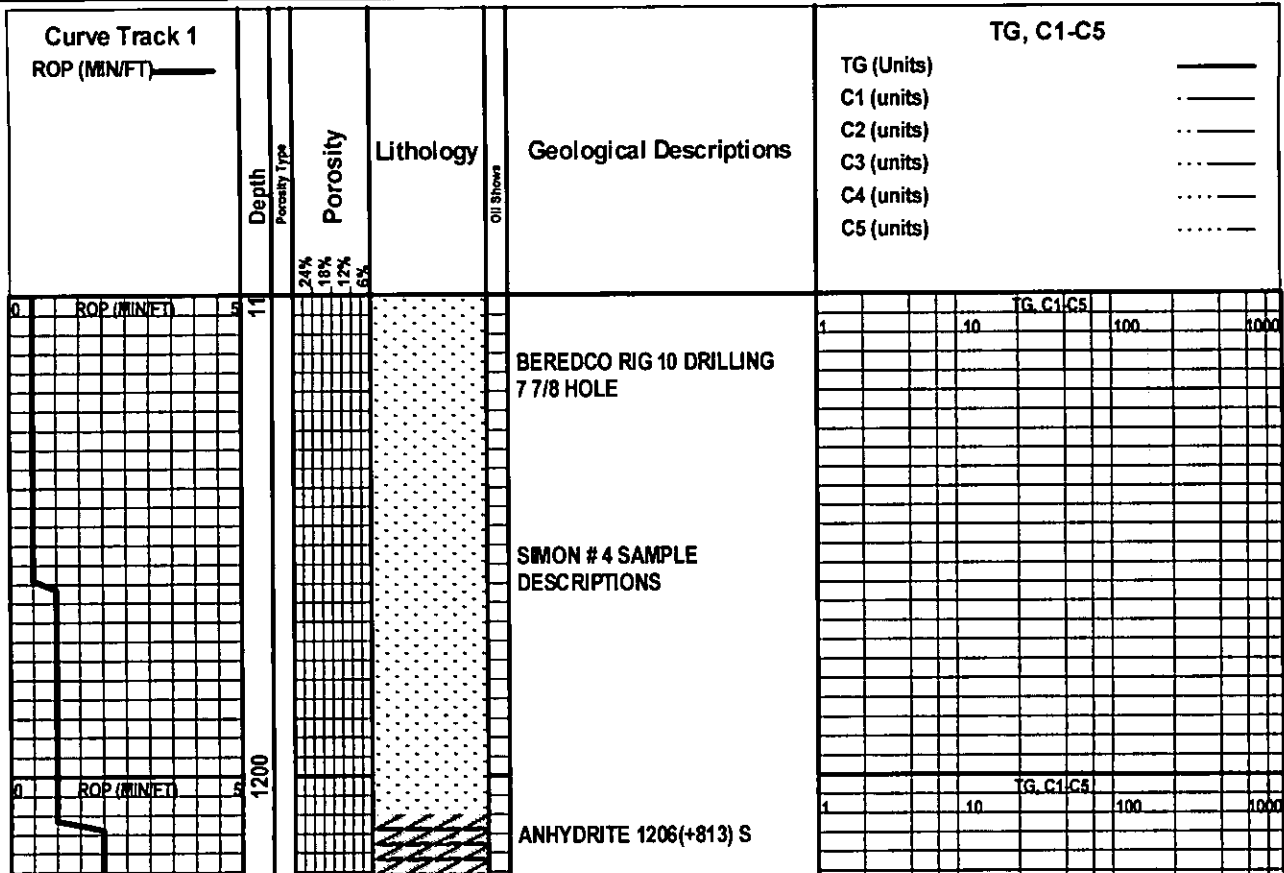 Curve Track 1
ROP (MIN/FT)
Depth
Porosity Type
Porosity
24%
18%
12%
6%
Lithology
Oil Shows
Geological Descriptions
TG, C1-C5
TG (Units)
C1 (units)
C2 (units)
C3 (units)
C4 (units)
C5 (units)
0 ROP (MIN/FT) 5
11
TG, C1-C5
1 10 100 1000
BEREDCO RIG 10 DRILLING
7 7/8 HOLE
SIMON # 4 SAMPLE
DESCRIPTIONS
0 ROP (MIN/FT) 5
1200
TG, C1-C5
1 10 100 1000
ANHYDRITE 1206(+813) S